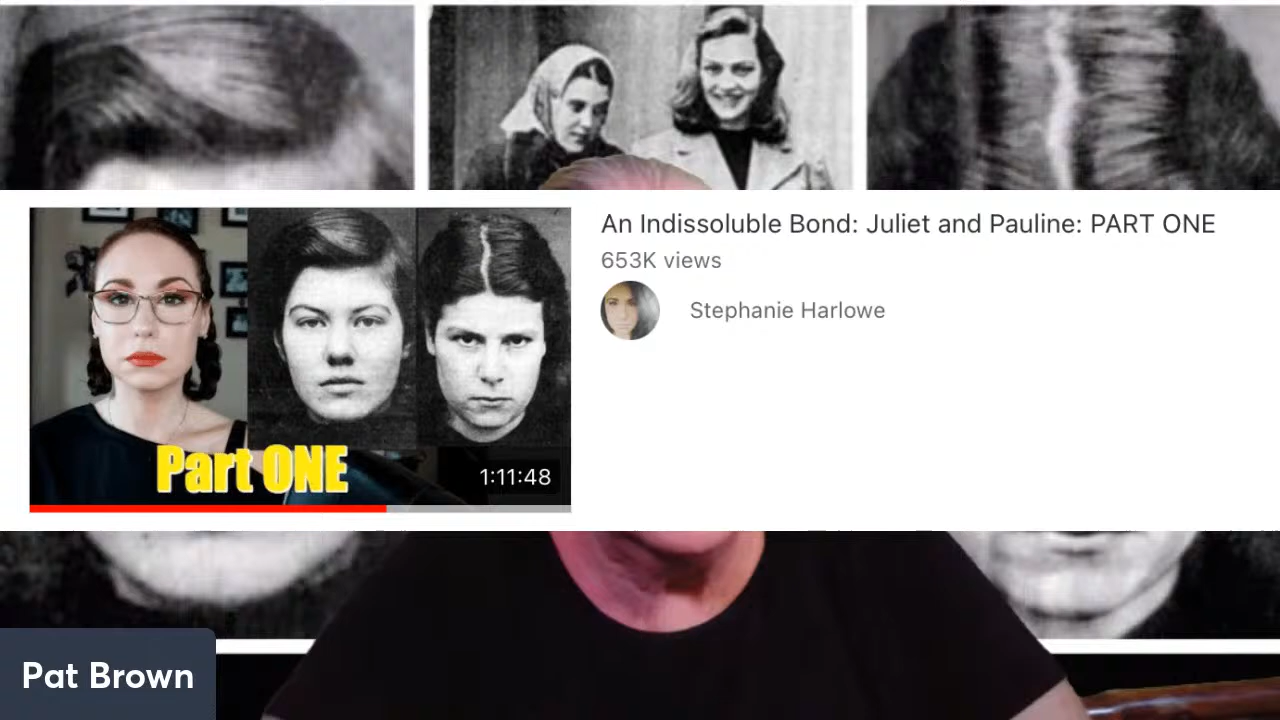 An Indissoluble Bond: Juliet and Pauline: PART ONE
653K views
Stephanie Harlowe
Part ONE
1:11:48
Pat Brown